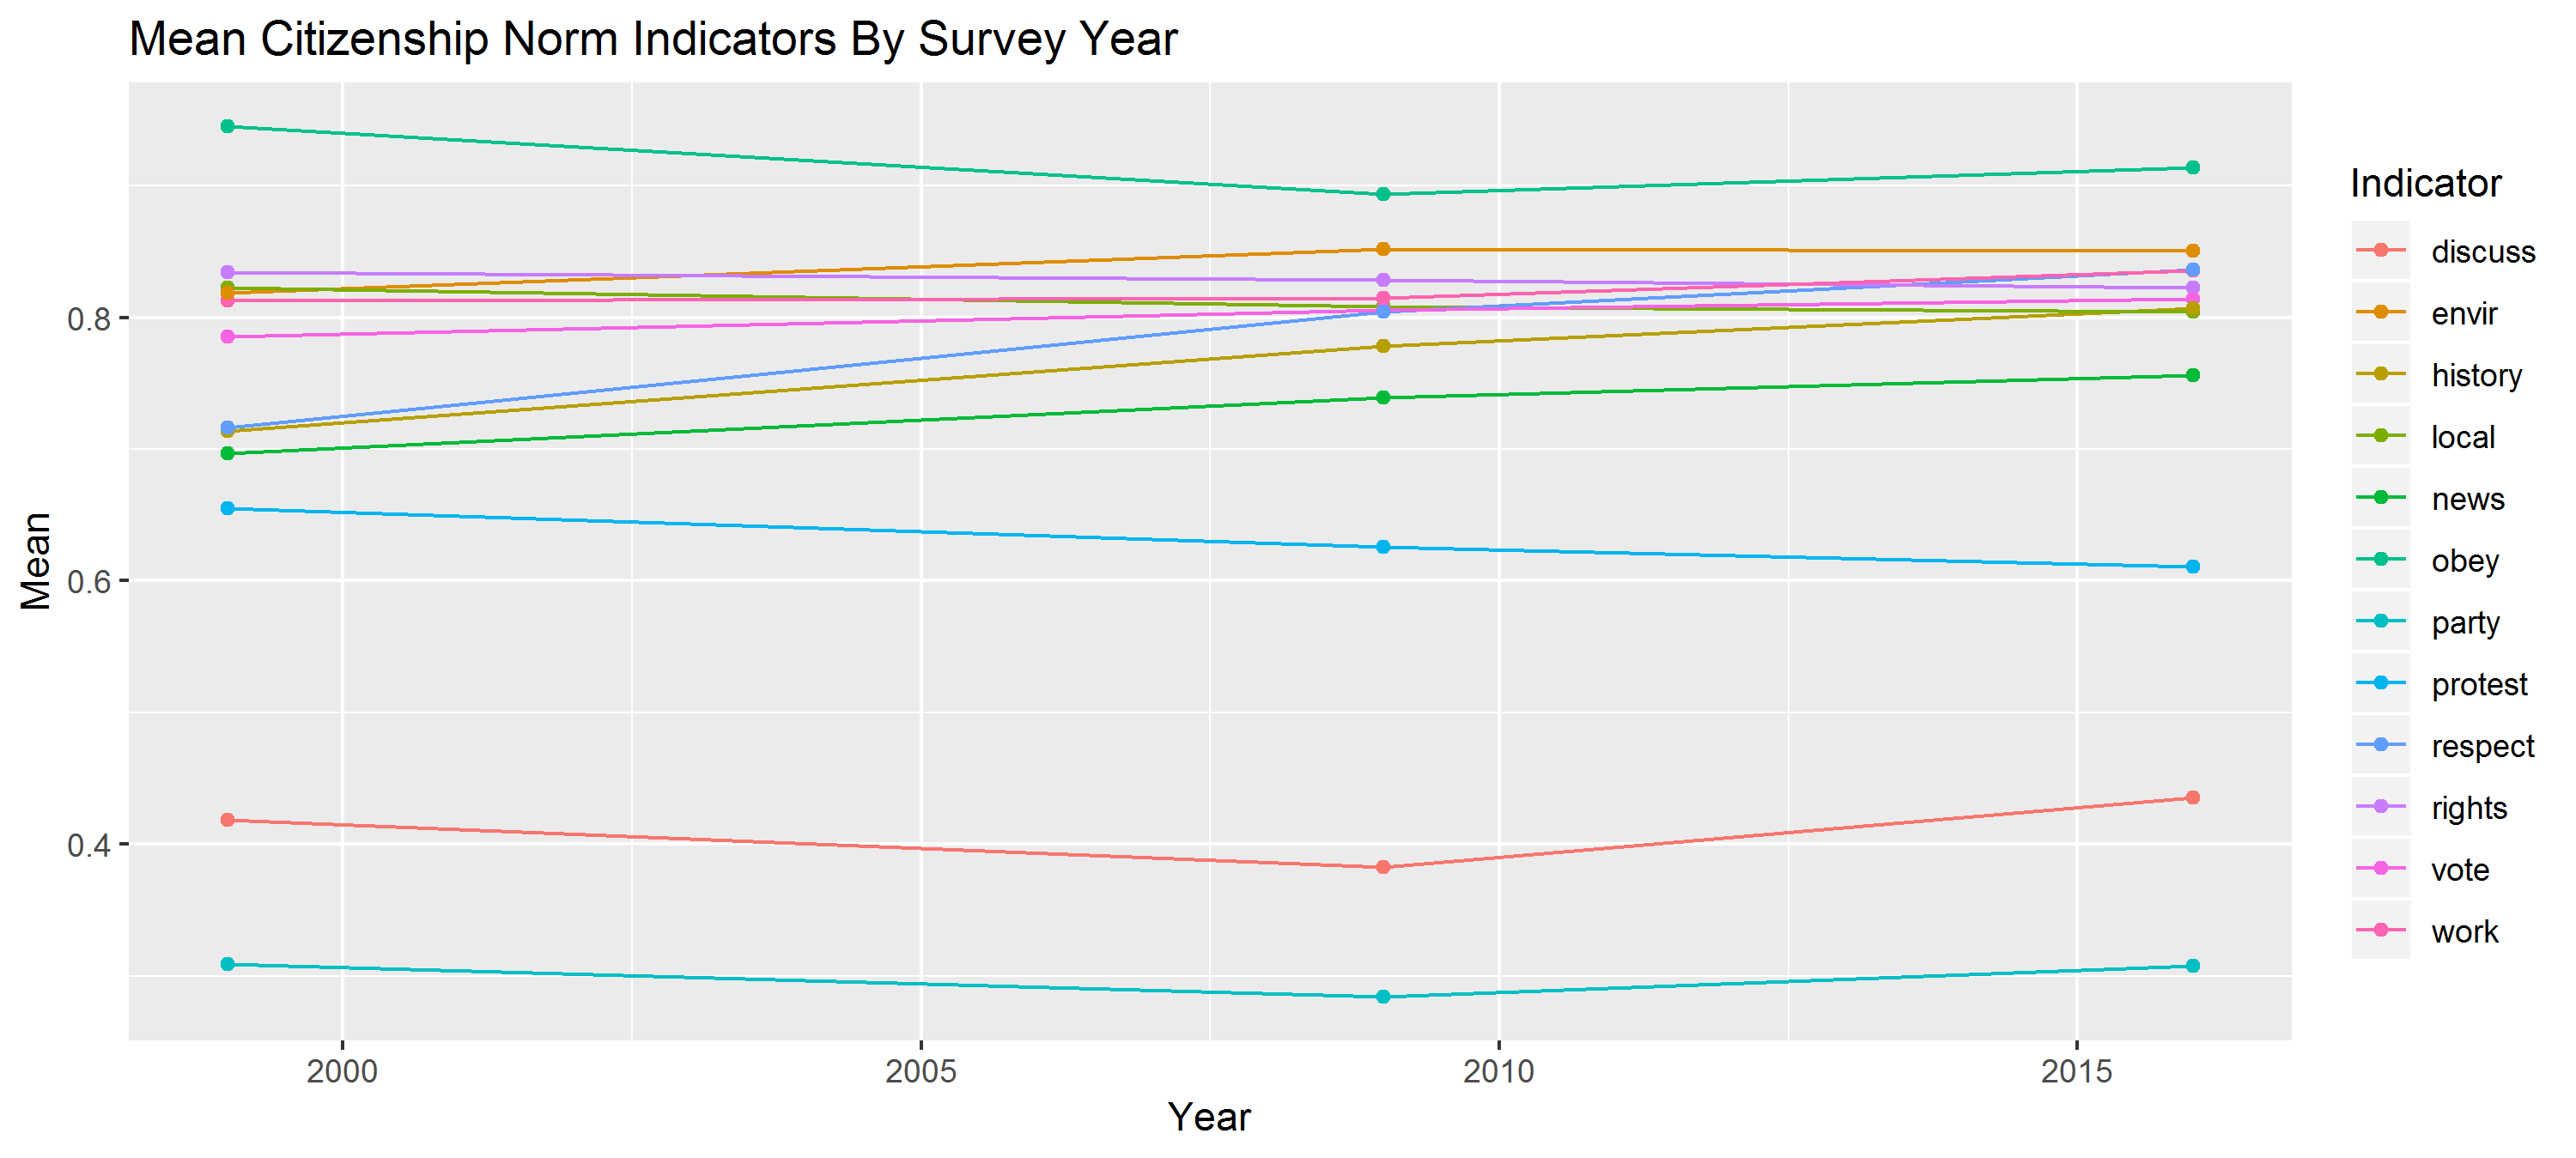 Mean Citizenship Norm Indicators By Survey Year
Mean
0.8
0.6
0.4
2000 2005 2010 2015
Year
Indicator
discuss
envir
history
local
news
obey
party
protest
respect
rights
vote
work